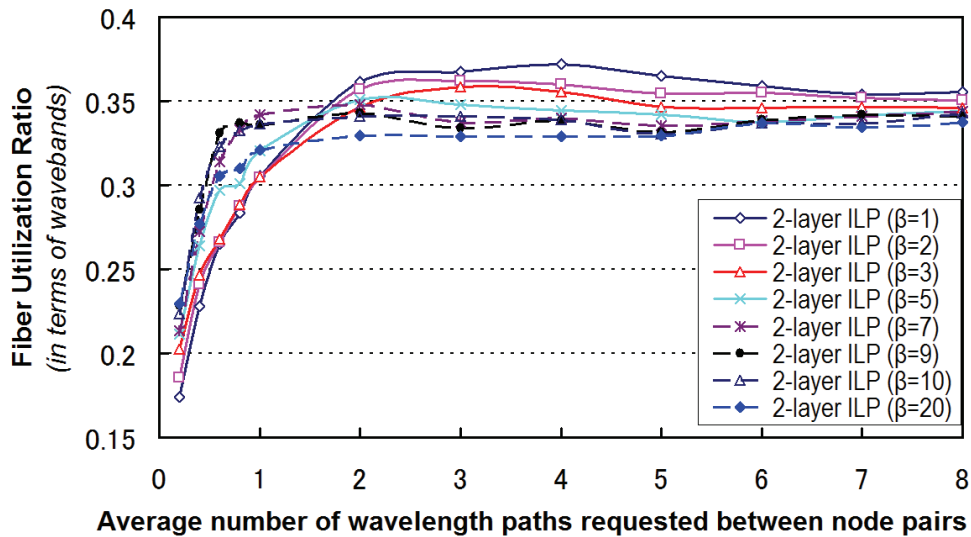 Fiber Utilization Ratio
(in terms of wavebands)
0.4
0.35
0.3
0.25
0.2
0.15
0 1 2 3 4 5 6 7 8
Average number of wavelength paths requested between node pairs
2-layer ILP (β=1)
2-layer ILP (β=2)
2-layer ILP (β=3)
2-layer ILP (β=5)
2-layer ILP (β=7)
2-layer ILP (β=9)
2-layer ILP (β=10)
2-layer ILP (β=20)